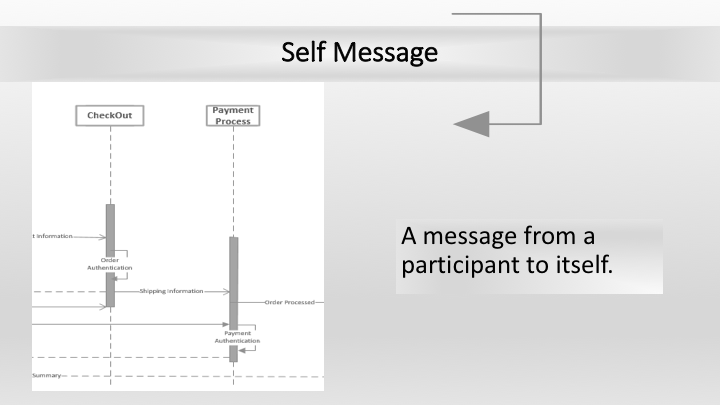 Self Message
CheckOut
Payment
Process
t Information
Order
Authentication
Shipping Information
Order Processed
Payment
Authentication
Summary
A message from a
participant to itself.